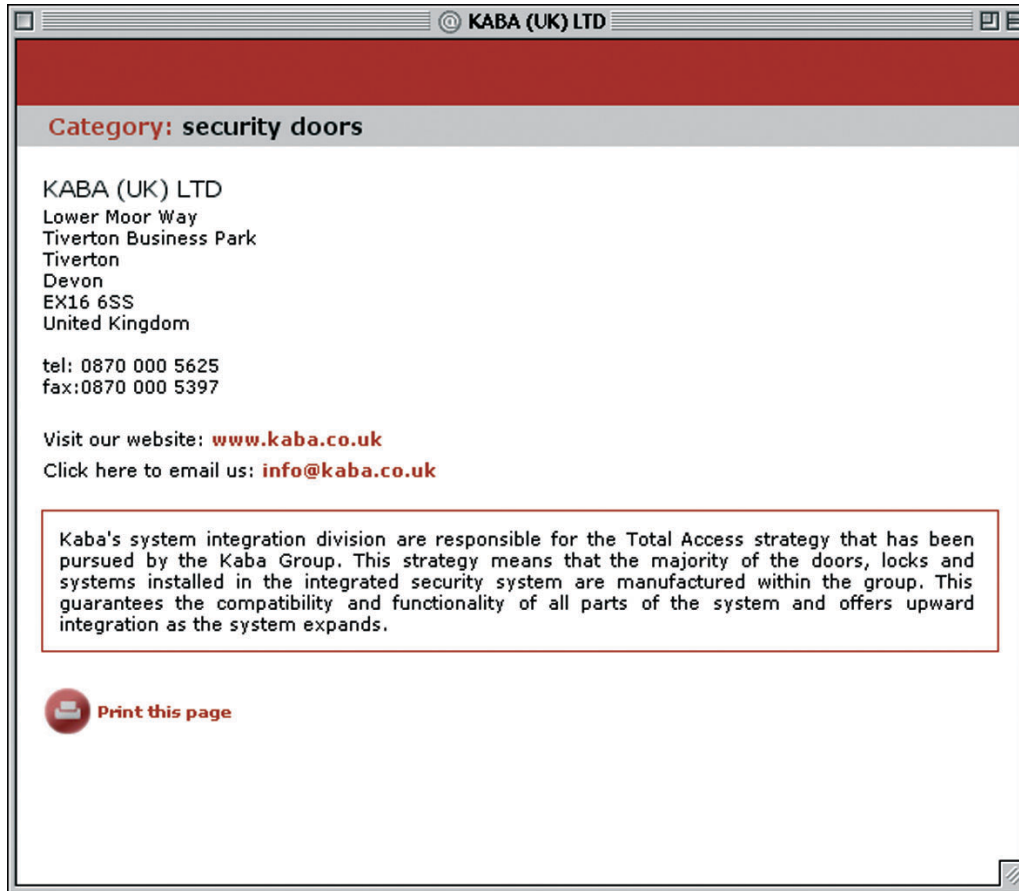 KABA (UK) LTD
Category: security doors
KABA (UK) LTD
Lower Moor Way
Tiverton Business Park
Tiverton
Devon
EX16 6SS
United Kingdom
tel: 0870 000 5625
fax:0870 000 5397
Visit our website: www.kaba.co.uk
Click here to email us: info@kaba.co.uk
Kaba's system integration division are responsible for the Total Access strategy that has been
pursued by the Kaba Group. This strategy means that the majority of the doors, locks and
systems installed in the integrated security system are manufactured within the group. This
guarantees the compatibility and functionality of all parts of the system and offers upward
integration as the system expands.
Print this page